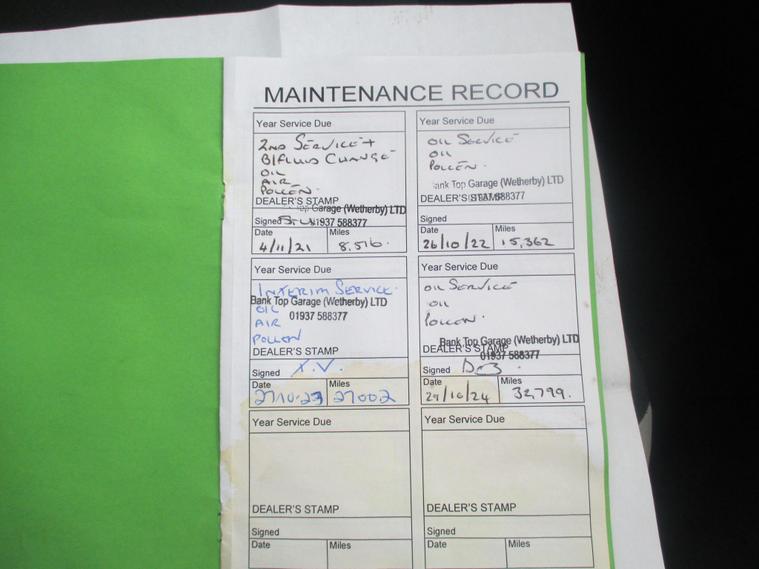 MAINTENANCE RECORD
Year Service Due
2ND SERVICE +
B/FLUID CHANGE
OIL
AIR
POLLEN.
DEALER'S STAMP
Top Garage (Wetherby) LTD
01937 588377
Signed
Date
Miles
4/11/21
8,516.
Year Service Due
OIL SERVICE
OIL
POLLEN.
Bank Top Garage (Wetherby) LTD
DEALER'S STAMP
01937 588377
Signed
Date
Miles
26/10/22
15,362
Year Service Due
INTERIM SERVICE.
Bank Top Garage (Wetherby) LTD
OIL
01937 588377
AIR
POLLEN
DEALER'S STAMP
Signed
Date
Miles
27.10.23
27002
Year Service Due
OIL SERVICE
OIL
POLLEN.
Bank Top Garage (Wetherby) LTD
DEALER'S STAMP
01937 588377
Signed
Date
Miles
/10/24
32,799.
Year Service Due
DEALER'S STAMP
Signed
Date
Miles
Year Service Due
DEALER'S STAMP
Signed
Date
Miles